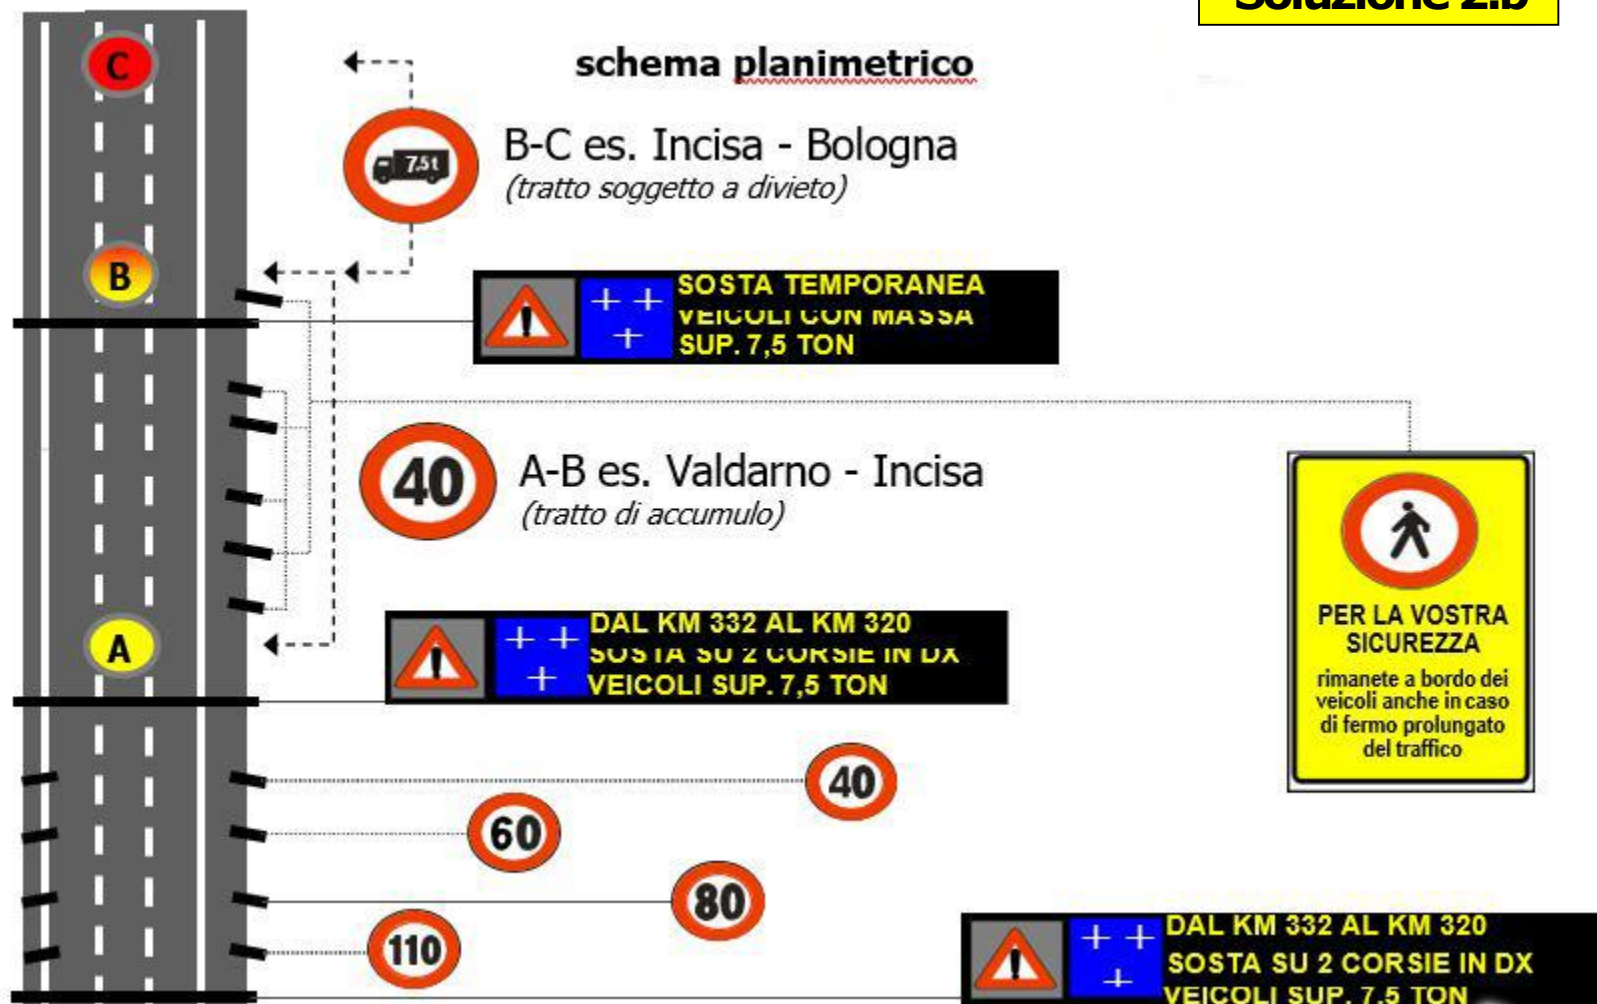 Soluzione 2.b
schema planimetrico
C
7.5t
B-C es. Incisa - Bologna
(tratto soggetto a divieto)
B
SOSTA TEMPORANEA
VEICOLI CON MASSA
SUP. 7,5 TON
40
A-B es. Valdarno - Incisa
(tratto di accumulo)
PER LA VOSTRA
SICUREZZA
rimanete a bordo dei
veicoli anche in caso
di fermo prolungato
del traffico
A
DAL KM 332 AL KM 320
SOSTA SU 2 CORSIE IN DX
VEICOLI SUP. 7,5 TON
40
60
80
110
DAL KM 332 AL KM 320
SOSTA SU 2 CORSIE IN DX
VEICOLI SUP. 7,5 TON